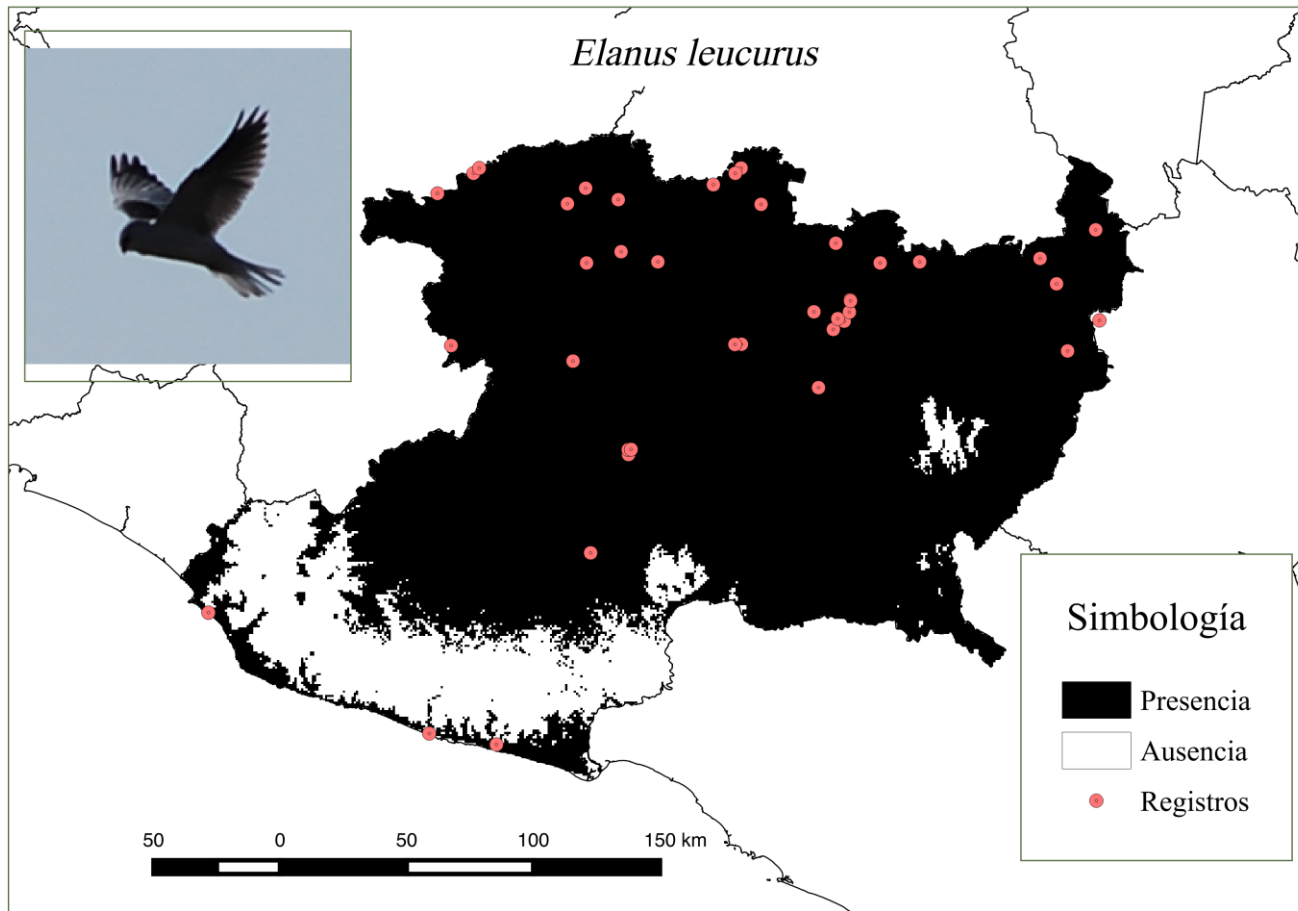 Elanus leucurus
Simbología
Presencia
Ausencia
Registros
50 0 50 100 150 km